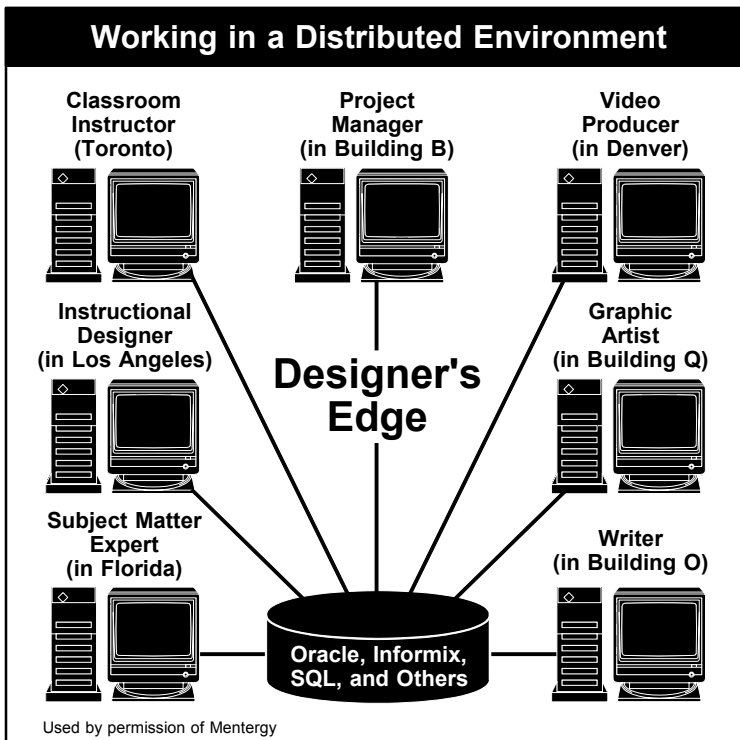 Working in a Distributed Environment
Classroom
Instructor
(Toronto)
Project
Manager
(in Building B)
Video
Producer
(in Denver)
Instructional
Designer
(in Los Angeles)
Designer's
Edge
Graphic
Artist
(in Building Q)
Subject Matter
Expert
(in Florida)
Writer
(in Building O)
Oracle, Informix,
SQL, and Others
Used by permission of Mentergy